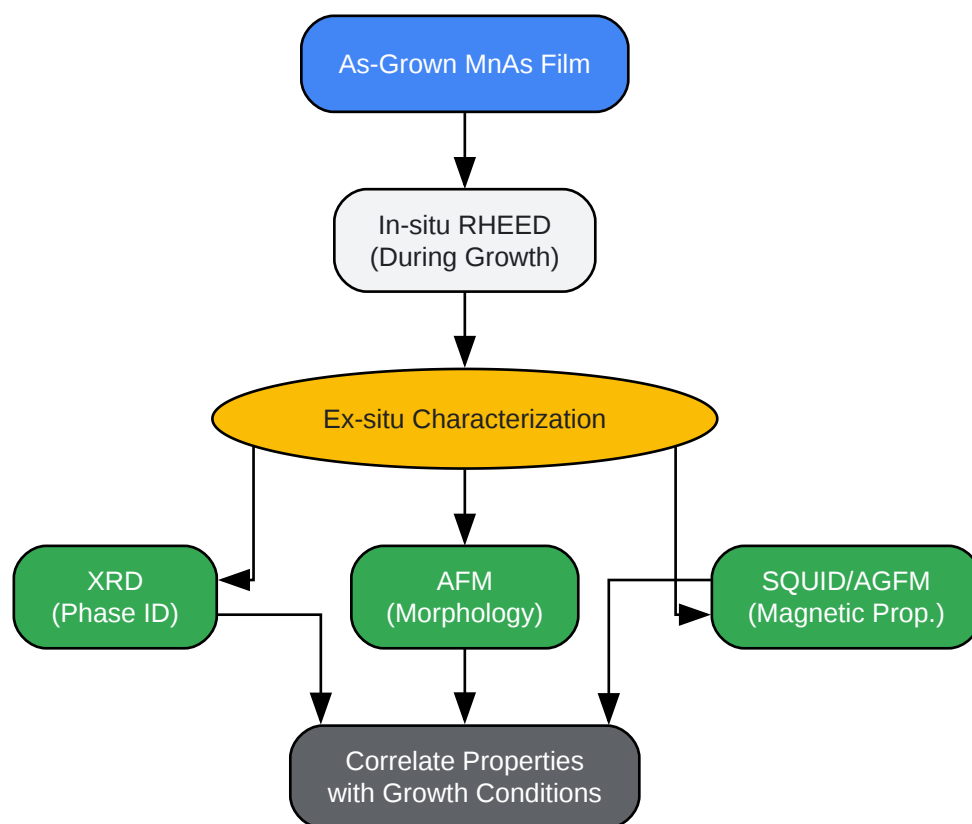 As-Grown MnAs Film
In-situ RHEED
(During Growth)
Ex-situ Characterization
XRD
(Phase ID)
AFM
(Morphology)
SQUID/AGFM
(Magnetic Prop.)
Correlate Properties
with Growth Conditions